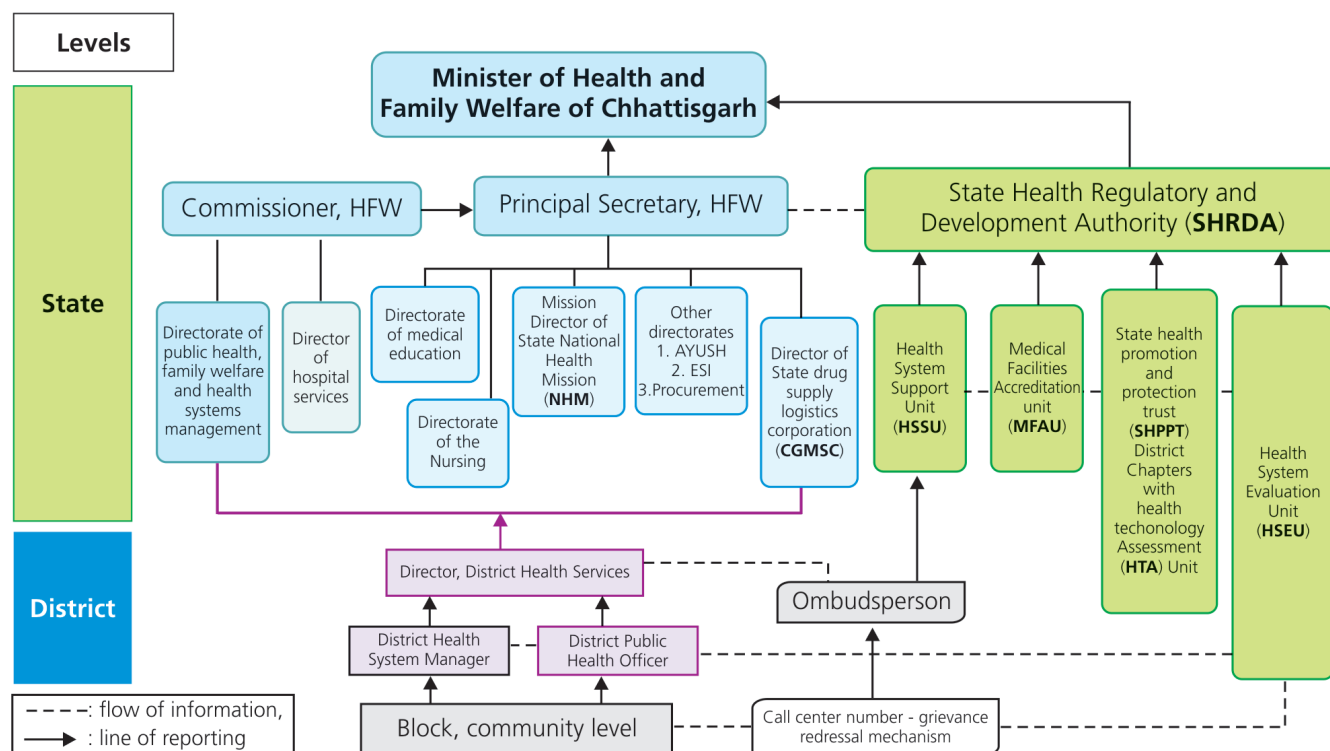 Levels
Minister of Health and
Family Welfare of Chhattisgarh
State
Commissioner, HFW
Principal Secretary, HFW
State Health Regulatory and
Development Authority (SHRDA)
Directorate of
public health,
family welfare
and health
systems
management
Director
of
hospital
services
Directorate
of medical
education
Directorate
of the
Nursing
Mission
Director of
State National
Health
Mission
(NHM)
Other
directorates
1. AYUSH
2. ESI
3.Procurement
Director of
State drug
supply
logistics
corporation
(CGMSC)
Health
System
Support
Unit
(HSSU)
Medical
Facilities
Accreditation
unit
(MFAU)
State health
promotion
and
protection
trust
(SHPPT)
District
Chapters
with
health
techonology
Assessment
(HTA) Unit
Health
System
Evaluation
Unit
(HSEU)
District
Director, District Health Services
Ombudsperson
District Health
System Manager
District Public
Health Officer
Block, community level
Call center number - grievance
redressal mechanism
: flow of information,
: line of reporting